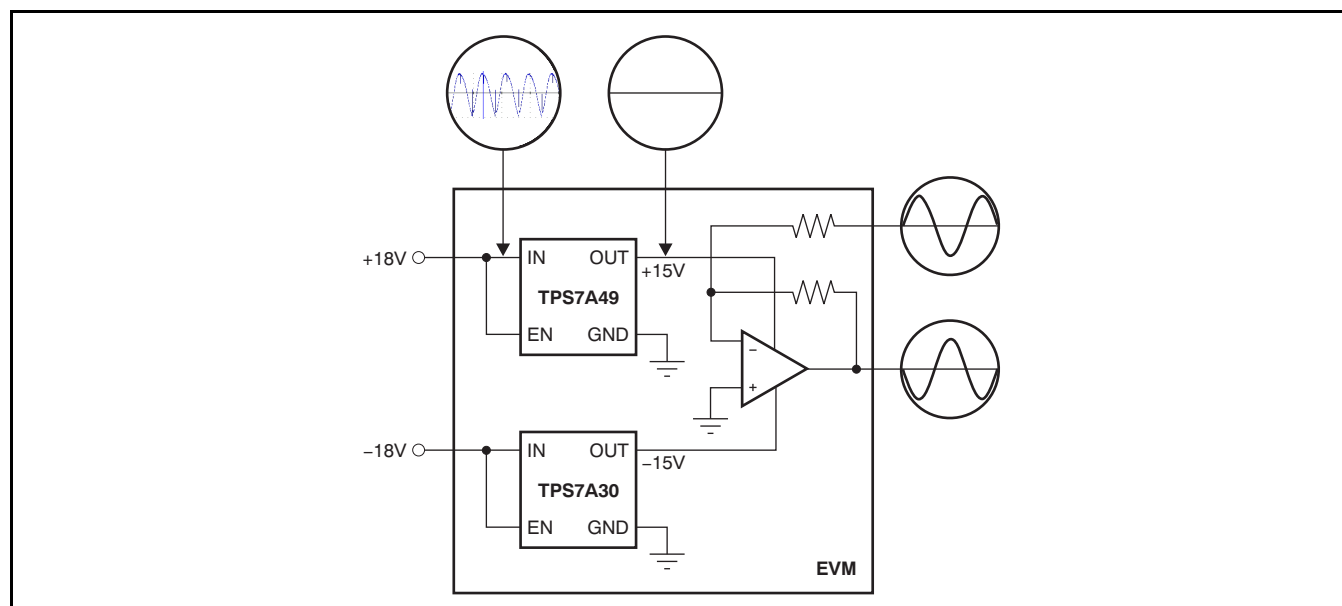 +18V
IN OUT
+15V
TPS7A49
EN GND
−
+
−18V
IN OUT
−15V
TPS7A30
EN GND
EVM